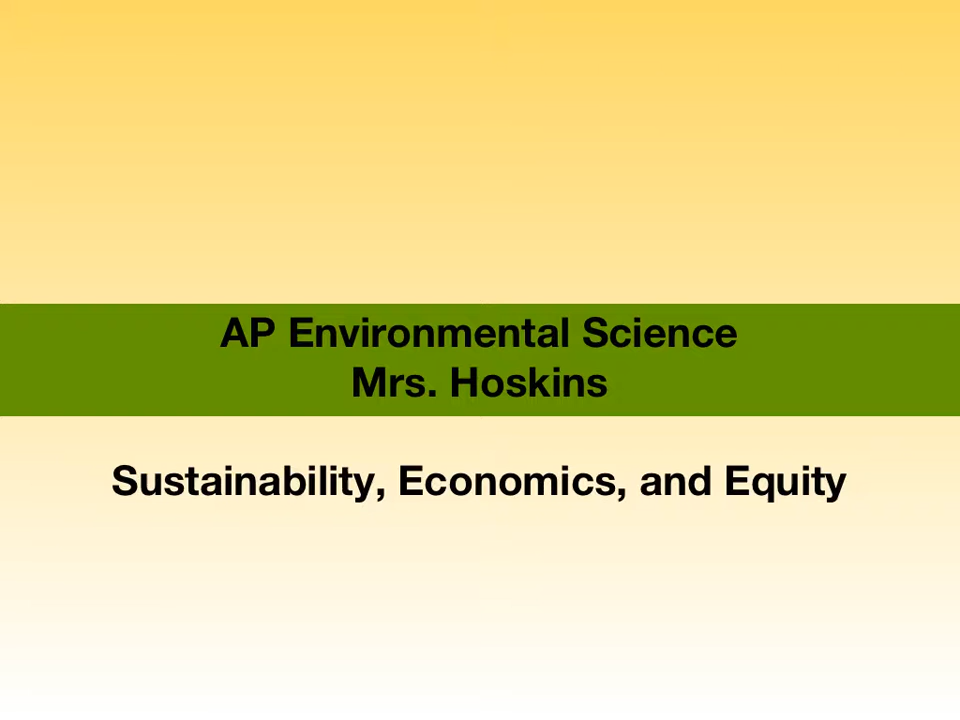 AP Environmental Science
Mrs. Hoskins
Sustainability, Economics, and Equity